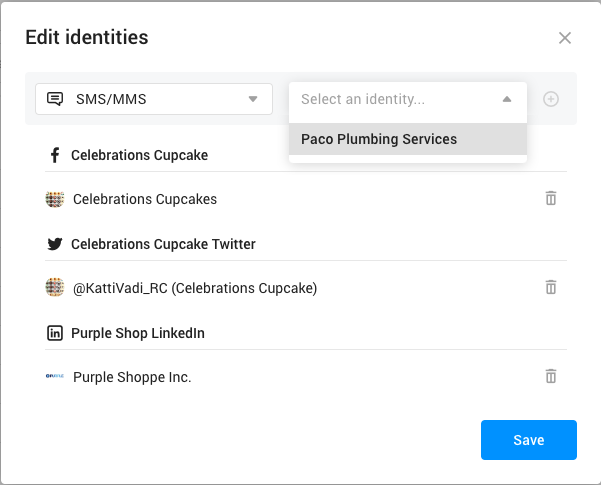 Edit identities
SMS/MMS
Select an identity...
Paco Plumbing Services
Celebrations Cupcake
Celebrations Cupcakes
Celebrations Cupcake Twitter
@KattiVadi_RC (Celebrations Cupcake)
Purple Shop LinkedIn
Purple Shoppe Inc.
Save